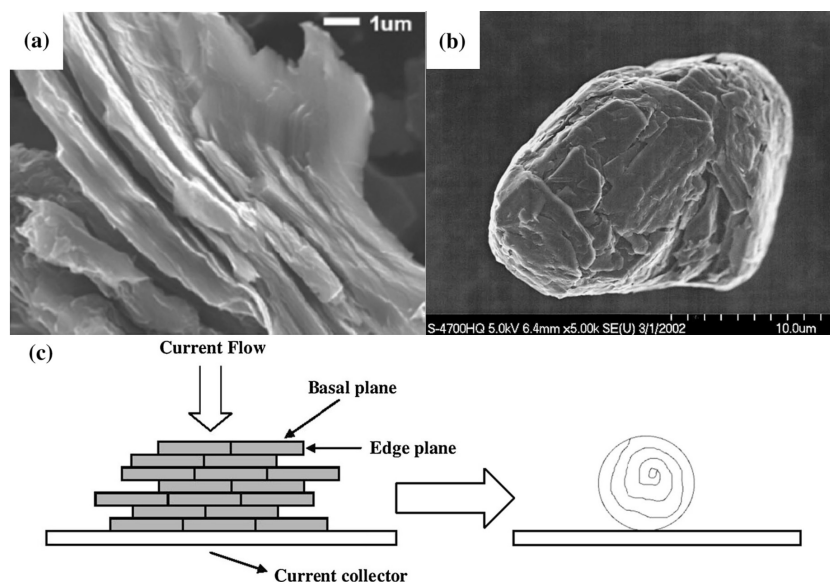 (a)
1um
(b)
S-4700HQ 5.0kV 6.4mm x5.00k SE(U) 3/1/2002
10.0um
(c)
Current Flow
Basal plane
Edge plane
Current collector